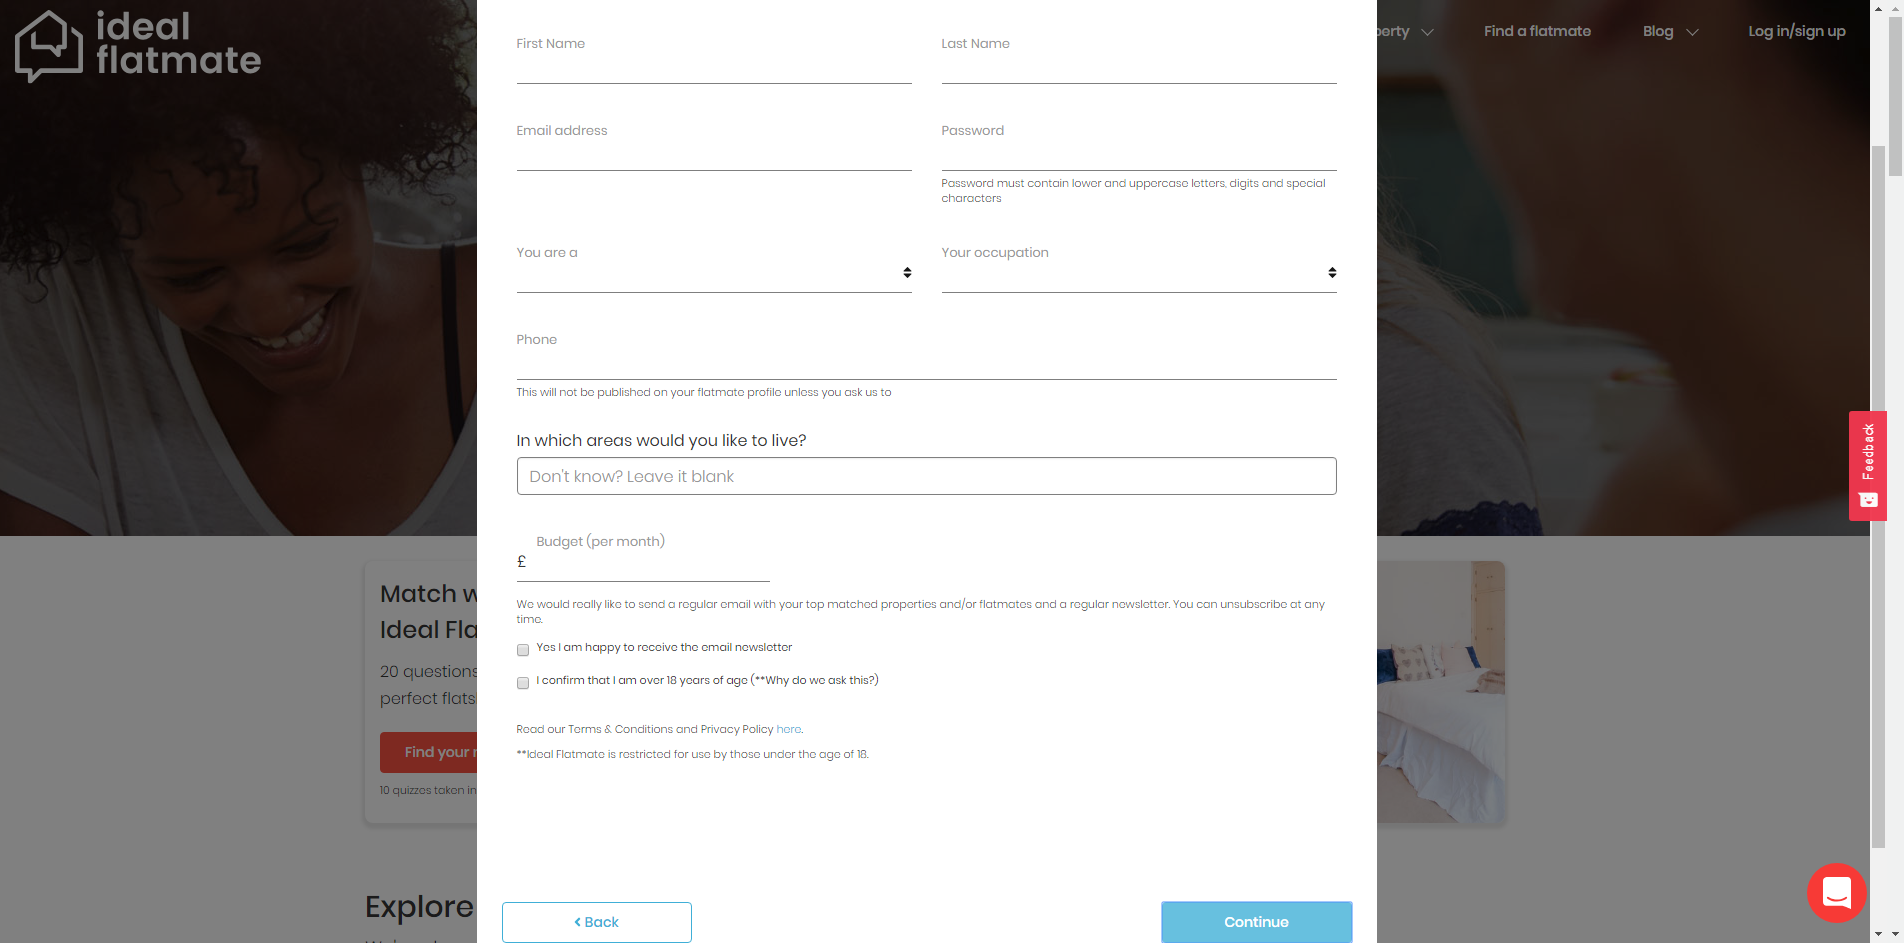 ideal
flatmate
perty
Find a flatmate
Blog
Log in/sign up
First Name
Last Name
Email address
Password
Password must contain lower and uppercase letters, digits and special
characters
You are a
Your occupation
Phone
This will not be published on your flatmate profile unless you ask us to
In which areas would you like to live?
Don't know? Leave it blank
Budget (per month)
£
We would really like to send a regular email with your top matched properties and/or flatmates and a regular newsletter. You can unsubscribe at any
time.
Yes I am happy to receive the email newsletter
I confirm that I am over 18 years of age (**Why do we ask this?)
Read our Terms & Conditions and Privacy Policy here.
**Ideal Flatmate is restricted for use by those under the age of 18.
‹ Back
Continue
Feedback
Match w
Ideal Fla
20 questions
perfect flats
Find your r
10 quizzes taken in
Explore